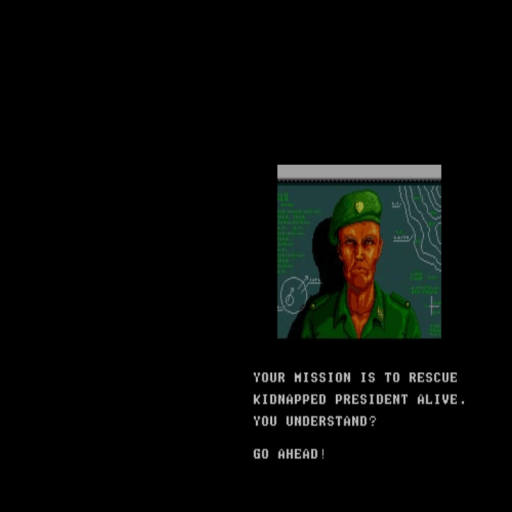 YOUR MISSION IS TO RESCUE
KIDNAPPED PRESIDENT ALIVE.
YOU UNDERSTAND?
GO AHEAD!